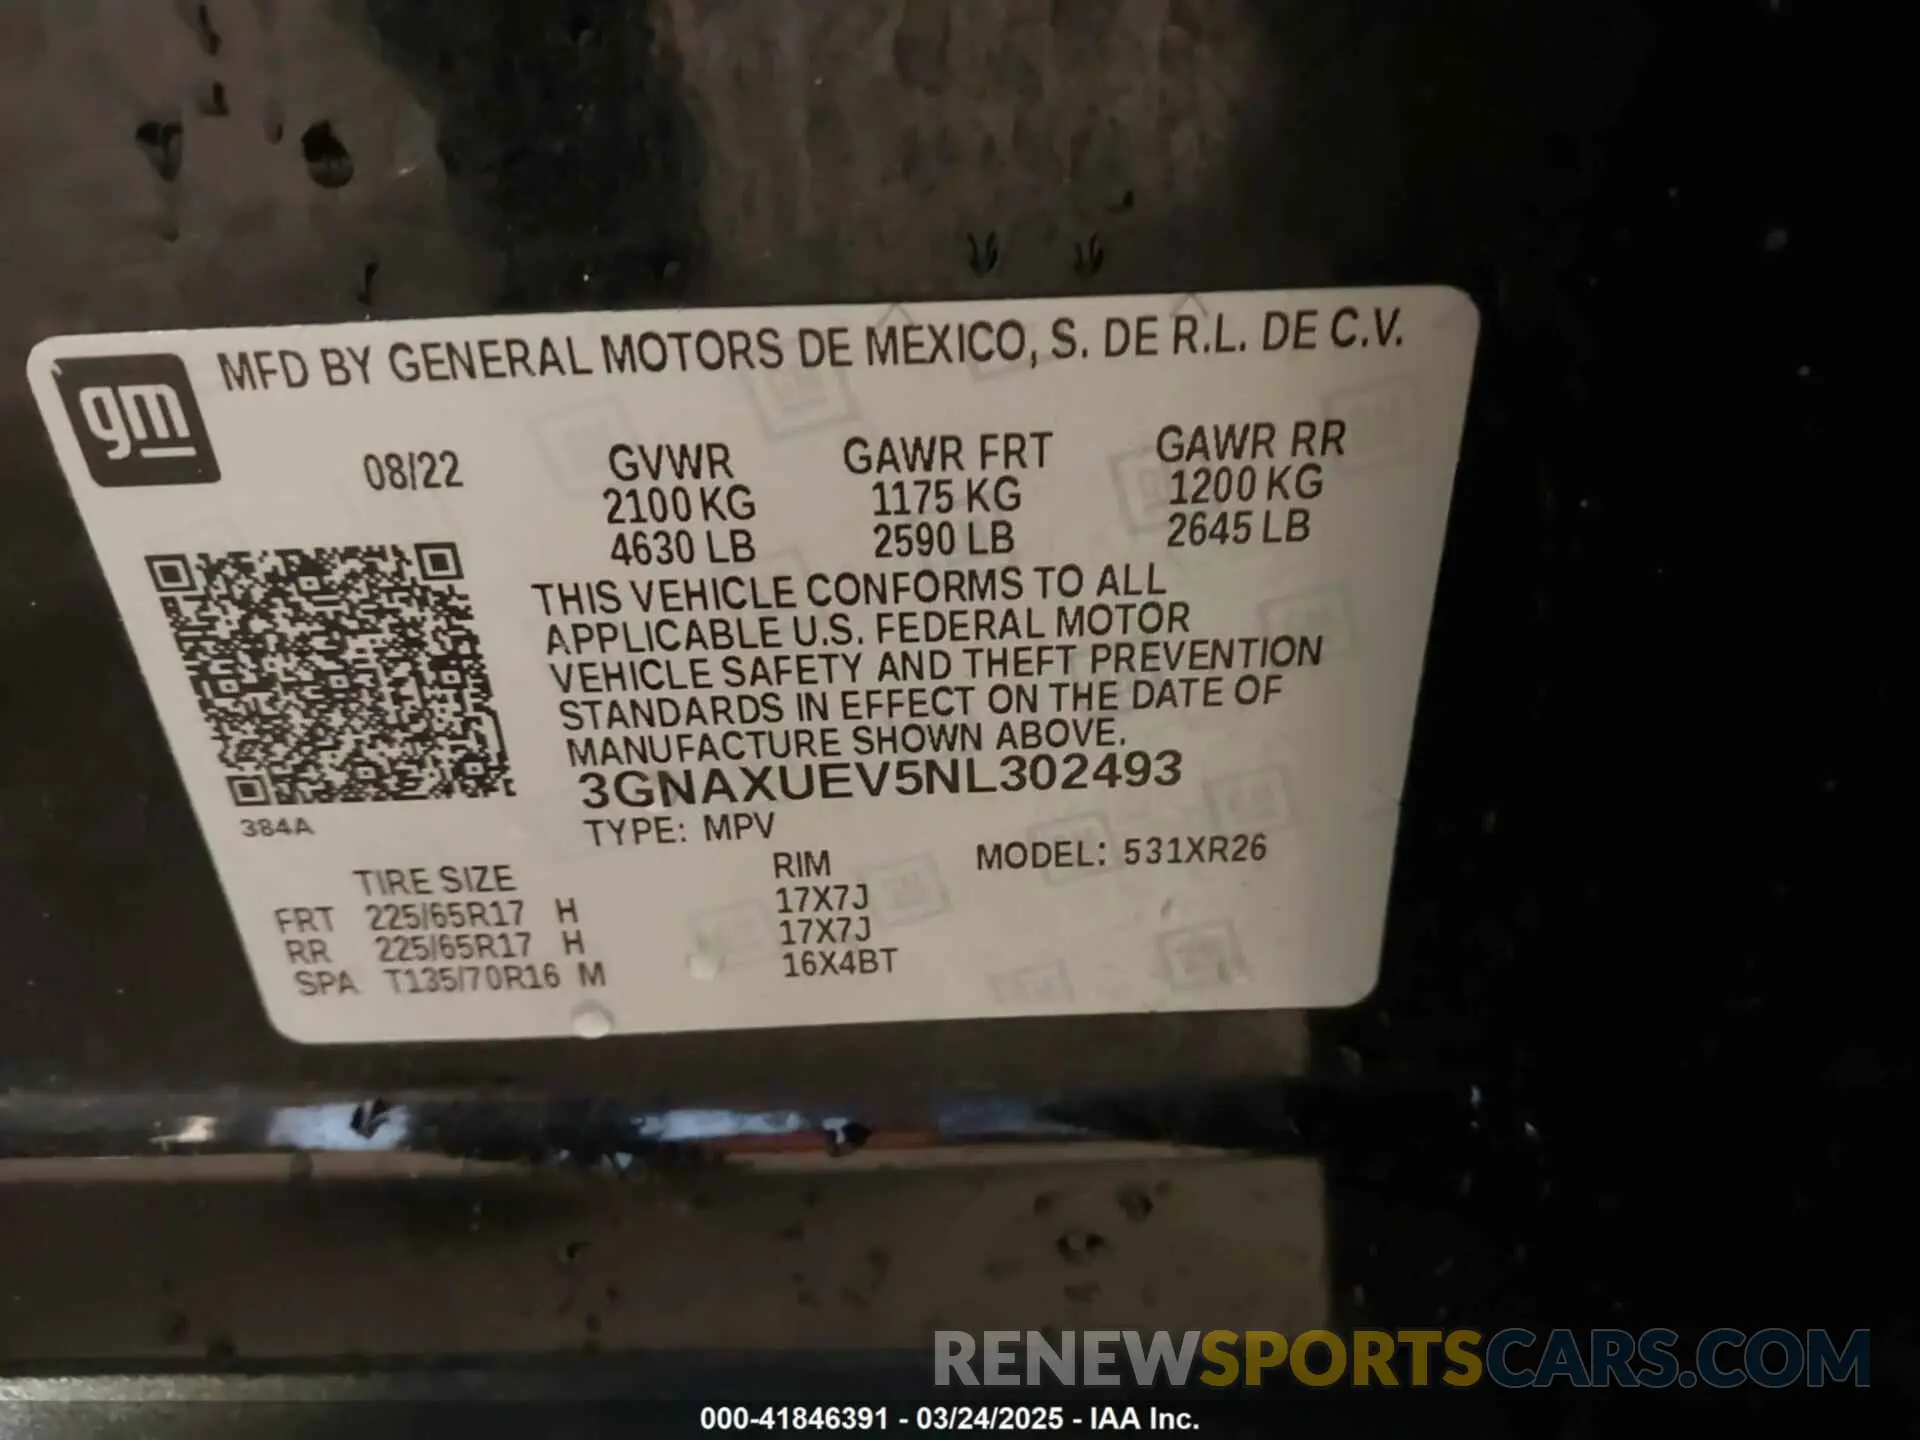 gm
MFD BY GENERAL MOTORS DE MEXICO, S. DE R.L. DE C.V.
08/22 GVWR GAWR FRT GAWR RR
2100 KG 1175 KG 1200 KG
4630 LB 2590 LB 2645 LB
THIS VEHICLE CONFORMS TO ALL
APPLICABLE U.S. FEDERAL MOTOR
VEHICLE SAFETY AND THEFT PREVENTION
STANDARDS IN EFFECT ON THE DATE OF
MANUFACTURE SHOWN ABOVE.
3GNAXUEV5NL302493
384A
TYPE: MPV
TIRE SIZE RIM MODEL: 531XR26
FRT 225/65R17 H 17X7J
RR 225/65R17 H 17X7J
SPA T135/70R16 M 16X4BT
RENEWSPORTSCARS.COM
000-41846391 - 03/24/2025 - IAA Inc.